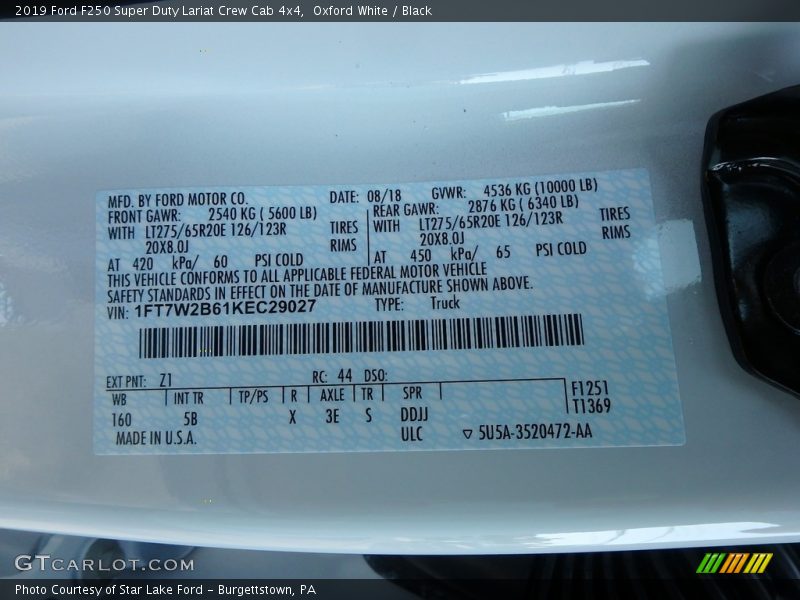 2019 Ford F250 Super Duty Lariat Crew Cab 4x4, Oxford White / Black
MFD. BY FORD MOTOR CO. DATE: 08/18 GVWR: 4536 KG (10000 LB)
FRONT GAWR: 2540 KG ( 5600 LB) REAR GAWR: 2876 KG ( 6340 LB)
WITH LT275/65R20E 126/123R TIRES WITH LT275/65R20E 126/123R TIRES
20X8.0J RIMS 20X8.0J RIMS
AT 420 kPa/ 60 PSI COLD AT 450 kPa/ 65 PSI COLD
THIS VEHICLE CONFORMS TO ALL APPLICABLE FEDERAL MOTOR VEHICLE
SAFETY STANDARDS IN EFFECT ON THE DATE OF MANUFACTURE SHOWN ABOVE.
VIN: 1FT7W2B61KEC29027 TYPE: Truck
EXT PNT: Z1 RC: 44 DSO:
WB INT TR TP/PS R AXLE TR SPR F1251
160 5B X 3E S DDJJ T1369
MADE IN U.S.A. ULC ▽ 5U5A-3520472-AA
GTCARLOT.COM
Photo Courtesy of Star Lake Ford - Burgettstown, PA